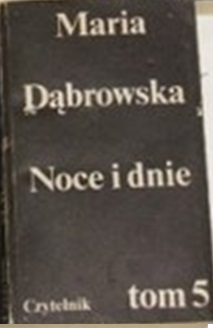 Maria
Dąbrowska
Noce i dnie
Czytelnik tom 5